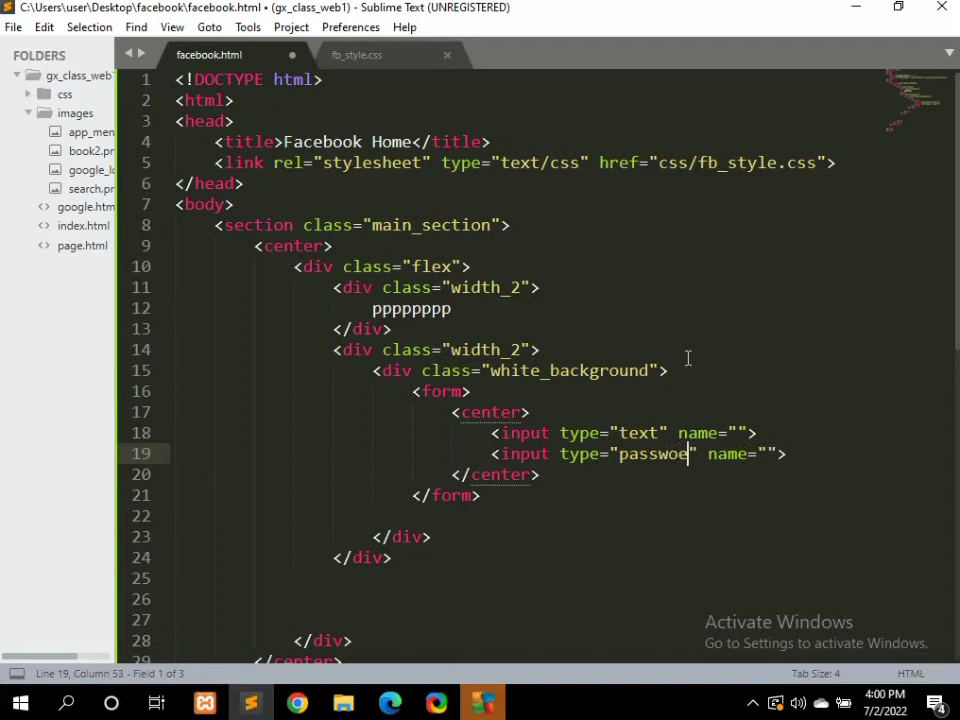 C:\Users\user\Desktop\facebook\facebook.html • (gx_class_web1) - Sublime Text (UNREGISTERED)
File Edit Selection Find View Goto Tools Project Preferences Help
FOLDERS
gx_class_web1
css
images
app_men
book2.pr
google_lo
search.pr
google.htm
index.html
page.html
facebook.html
fb_style.css
1 <!DOCTYPE html>
2 <html>
3 <head>
4 <title>Facebook Home</title>
5 <link rel="stylesheet" type="text/css" href="css/fb_style.css">
6 </head>
7 <body>
8 <section class="main_section">
9 <center>
10 <div class="flex">
11 <div class="width_2">
12 pppppppp
13 </div>
14 <div class="width_2">
15 <div class="white_background">
16 <form>
17 <center>
18 <input type="text" name="">
19 <input type="passwoe" name="">
20 </center>
21 </form>
22
23 </div>
24 </div>
25
26
27
28 </div>
29 </center>
Activate Windows
Go to Settings to activate Windows.
Line 19, Column 53 - Field 1 of 3
Tab Size: 4
HTML
4:00 PM
7/2/2022
4